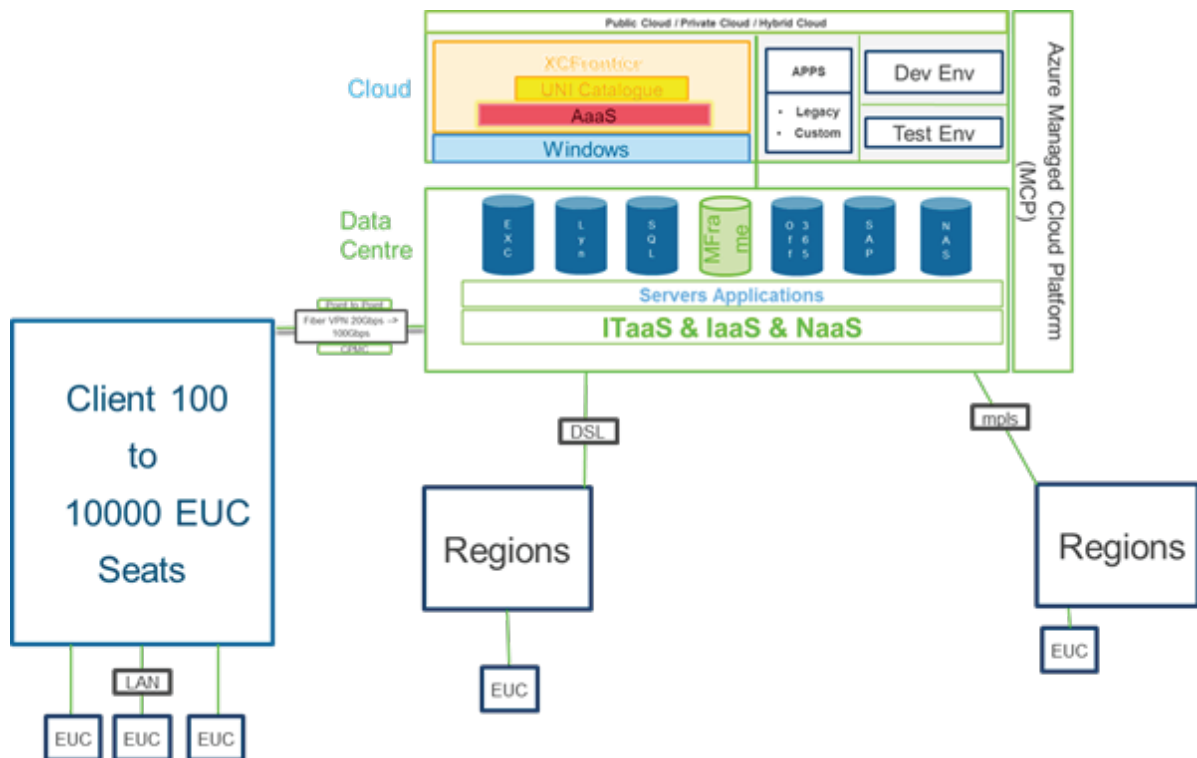 Public Cloud / Private Cloud / Hybrid Cloud
Cloud
UNI Catalogue
AaaS
Windows
APPS
• Legacy
• Custom
Dev Env
Test Env
Azure Managed Cloud Platform
(MCP)
Data
Centre
EXC
Lyn
SQL
MFra
me
Off
365
SAP
NAS
Servers Applications
ITaaS & IaaS & NaaS
Point to Point
Fiber VPN 20Gbps -->
100Gbps
Client 100
to
10000 EUC
Seats
DSL
mpls
Regions
Regions
EUC
EUC
LAN
EUC
EUC
EUC